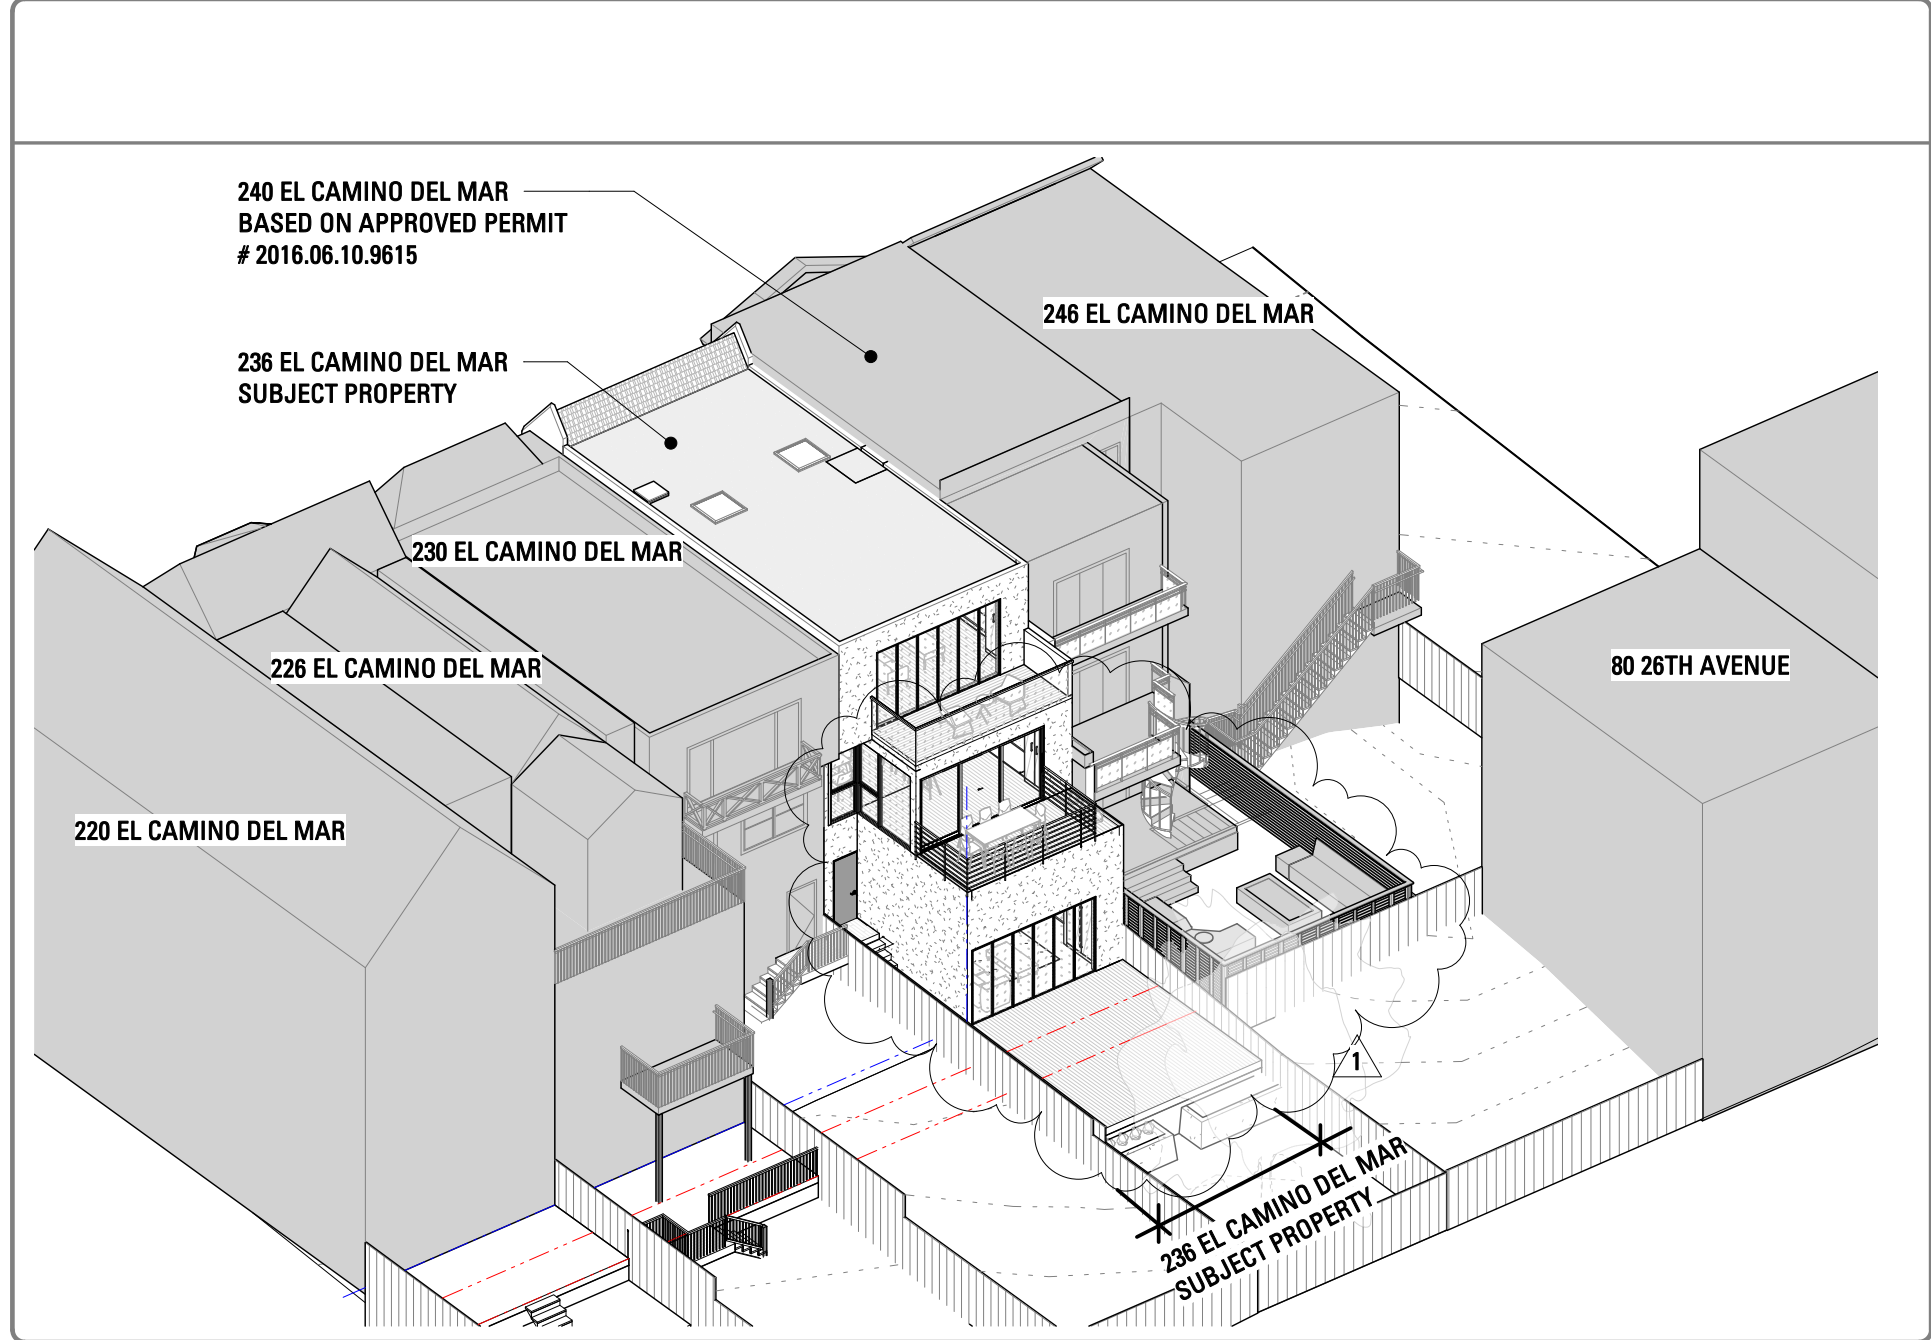 240 EL CAMINO DEL MAR
BASED ON APPROVED PERMIT
# 2016.06.10.9615
246 EL CAMINO DEL MAR
236 EL CAMINO DEL MAR
SUBJECT PROPERTY
230 EL CAMINO DEL MAR
226 EL CAMINO DEL MAR
80 26TH AVENUE
220 EL CAMINO DEL MAR
1
236 EL CAMINO DEL MAR
SUBJECT PROPERTY